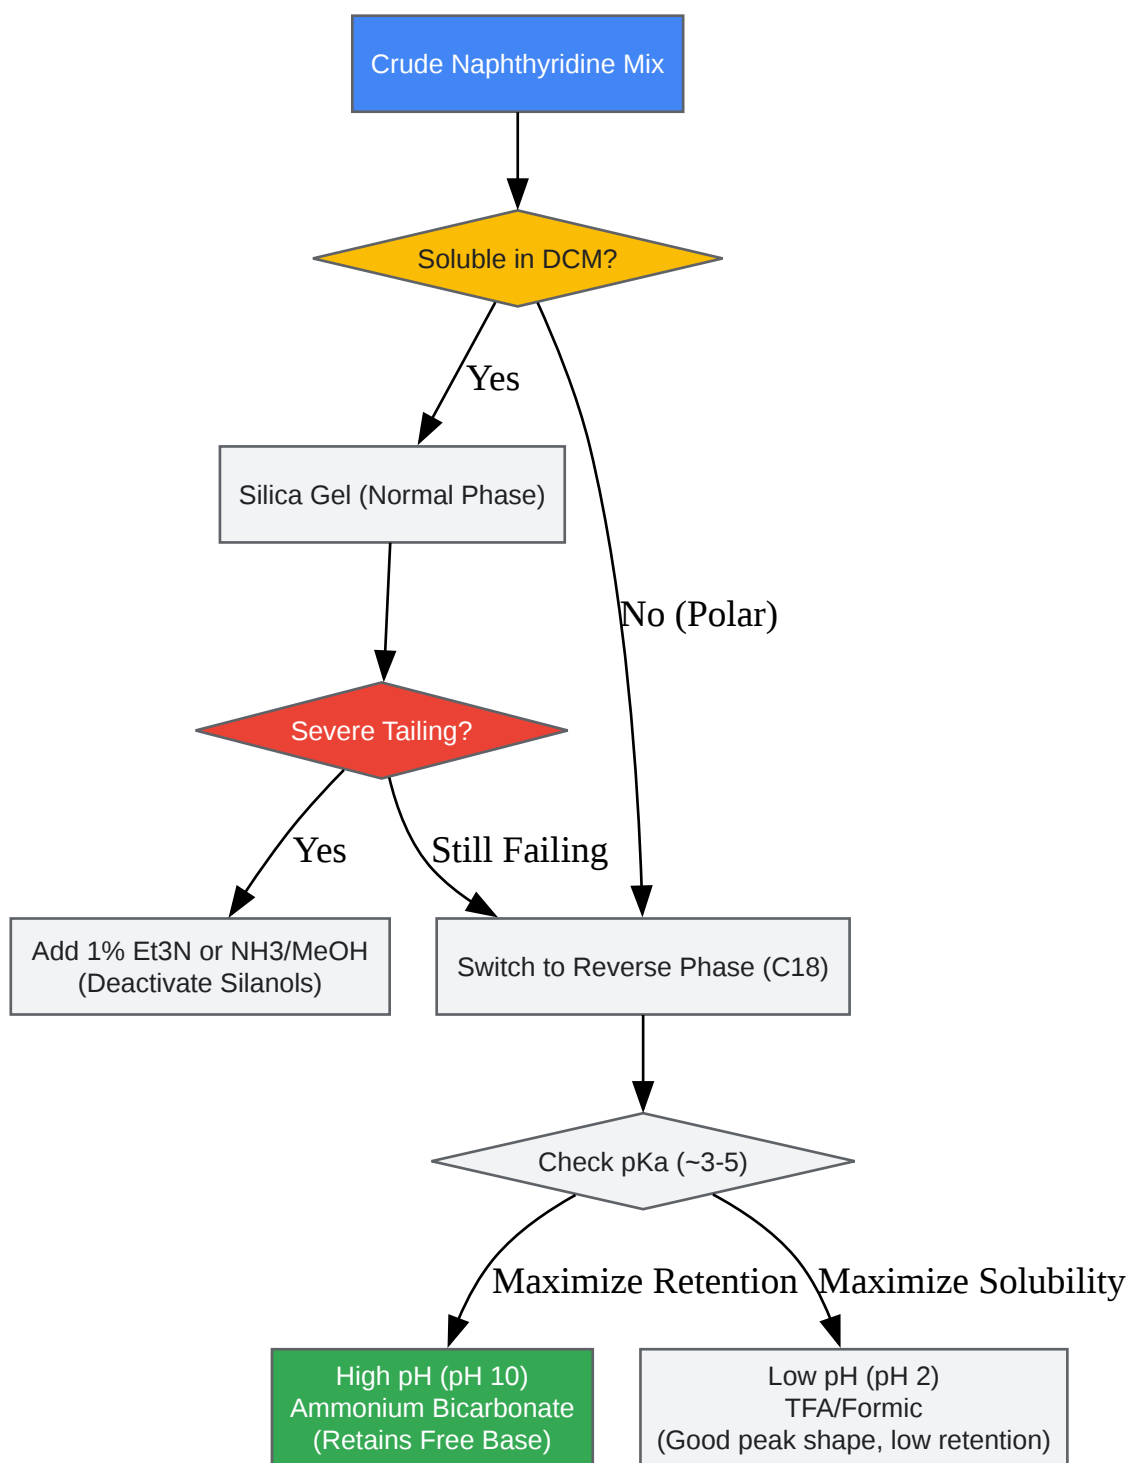 Crude Naphthyridine Mix
Soluble in DCM?
Yes
Silica Gel (Normal Phase)
No (Polar)
Severe Tailing?
Yes
Still Failing
Add 1% Et3N or NH3/MeOH
(Deactivate Silanols)
Switch to Reverse Phase (C18)
Check pKa (~3-5)
Maximize Retention
Maximize Solubility
High pH (pH 10)
Ammonium Bicarbonate
(Retains Free Base)
Low pH (pH 2)
TFA/Formic
(Good peak shape, low retention)